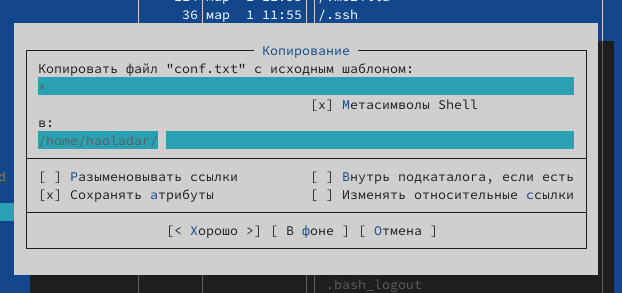 36 мар 1 11:55 /.ssh
Копирование
Копировать файл "conf.txt" с исходным шаблоном:
*
[x] Метасимволы Shell
в:
/home/haoladar/
[ ] Разыменовывать ссылки [ ] Внутрь подкаталога, если есть
[x] Сохранять атрибуты [ ] Изменять относительные ссылки
[< Хорошо >] [ В фоне ] [ Отмена ]
.bash_logout